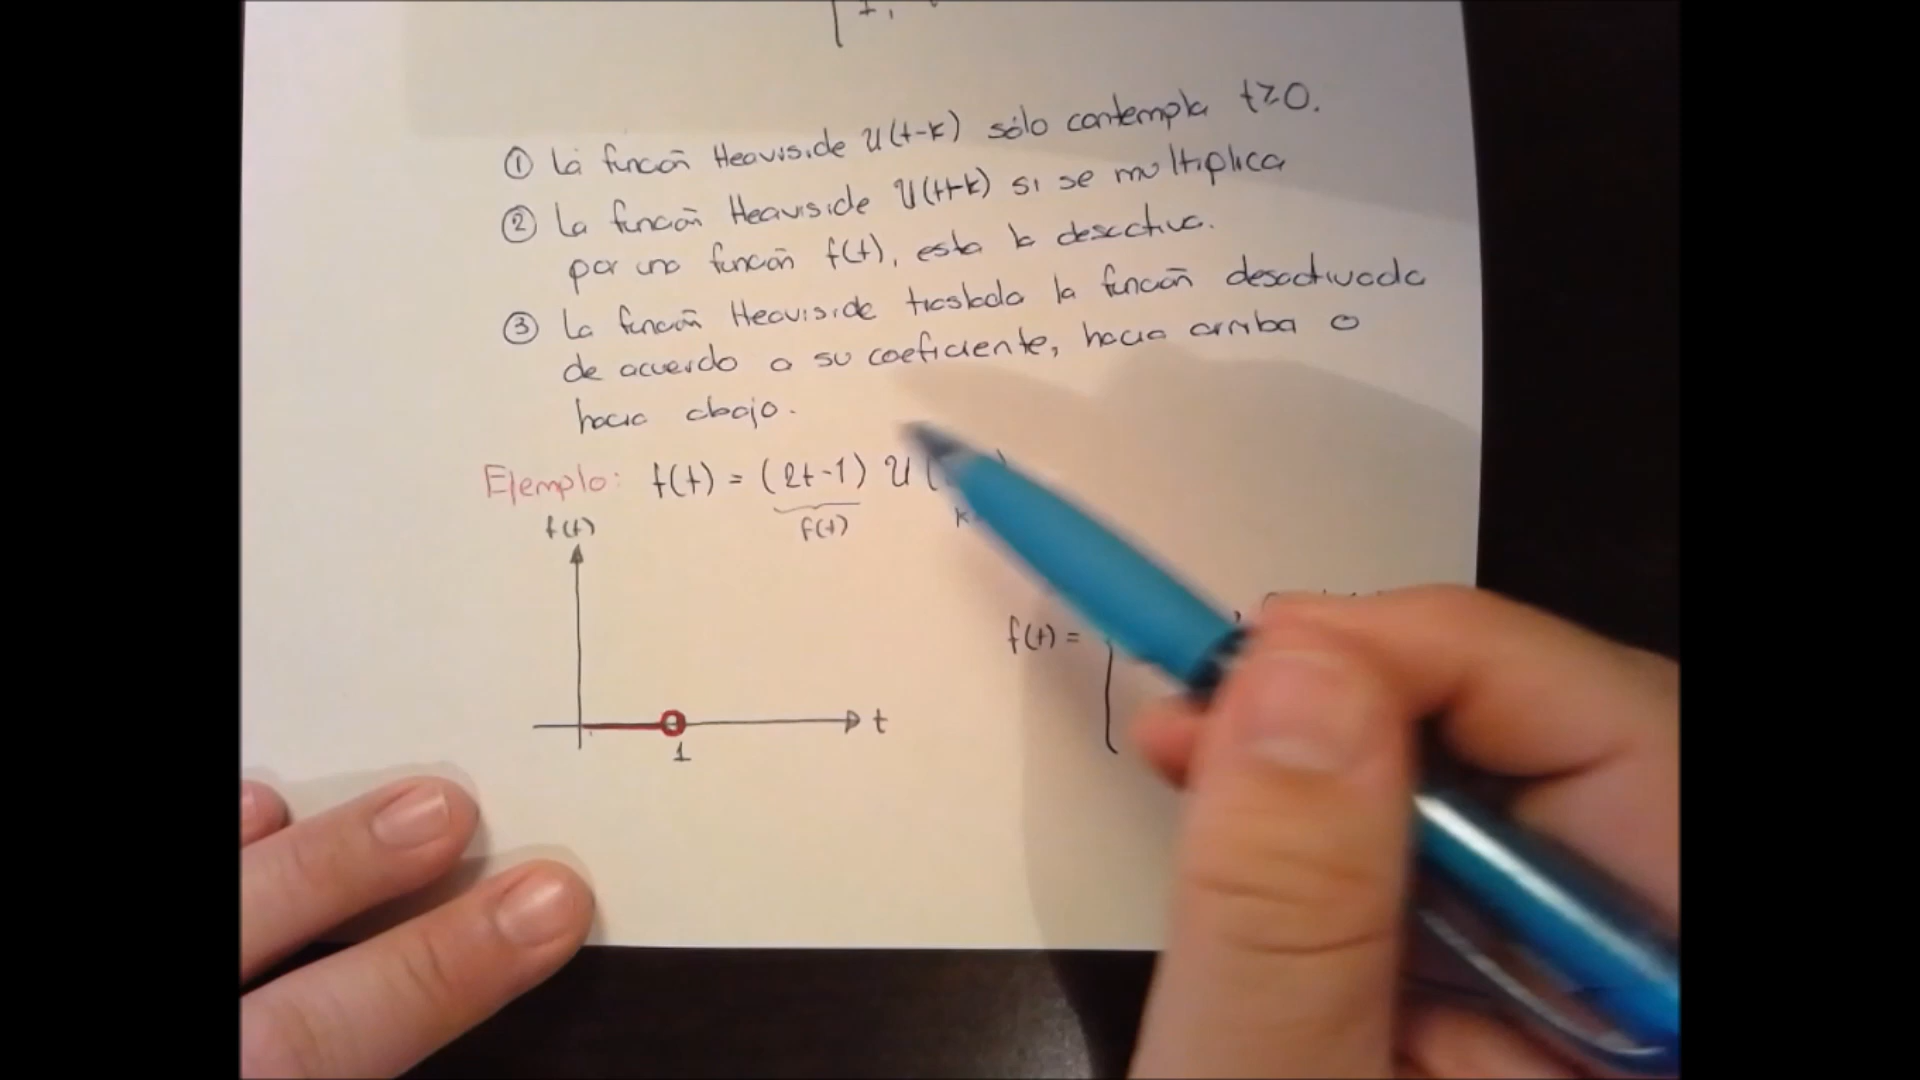 ① La función Heaviside U(t-k) sólo contempla t≥0.
② La función Heaviside U(t-k) si se multiplica
por una función f(t), esta la desactiva.
③ La función Heaviside traslada la función desactivada
de acuerdo a su coeficiente, hacia arriba o
hacia abajo.
Ejemplo: f(t) = (2t-1) U(
f(t) k
f(t)
f(t) =
t
1